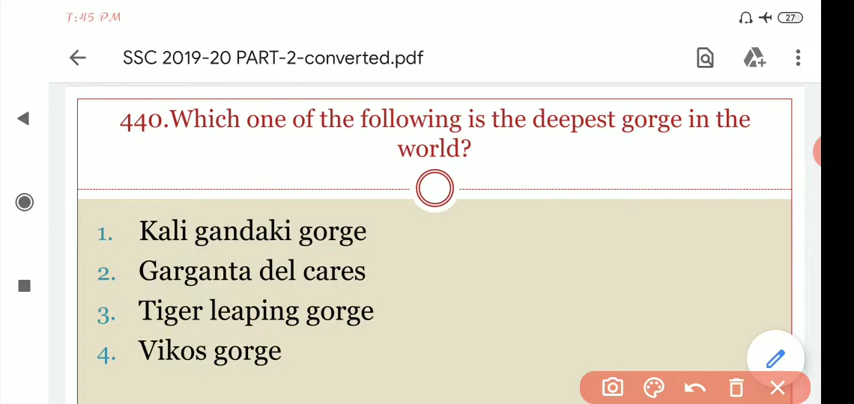 7:45 PM
27
SSC 2019-20 PART-2-converted.pdf
440.Which one of the following is the deepest gorge in the
world?
1. Kali gandaki gorge
2. Garganta del cares
3. Tiger leaping gorge
4. Vikos gorge